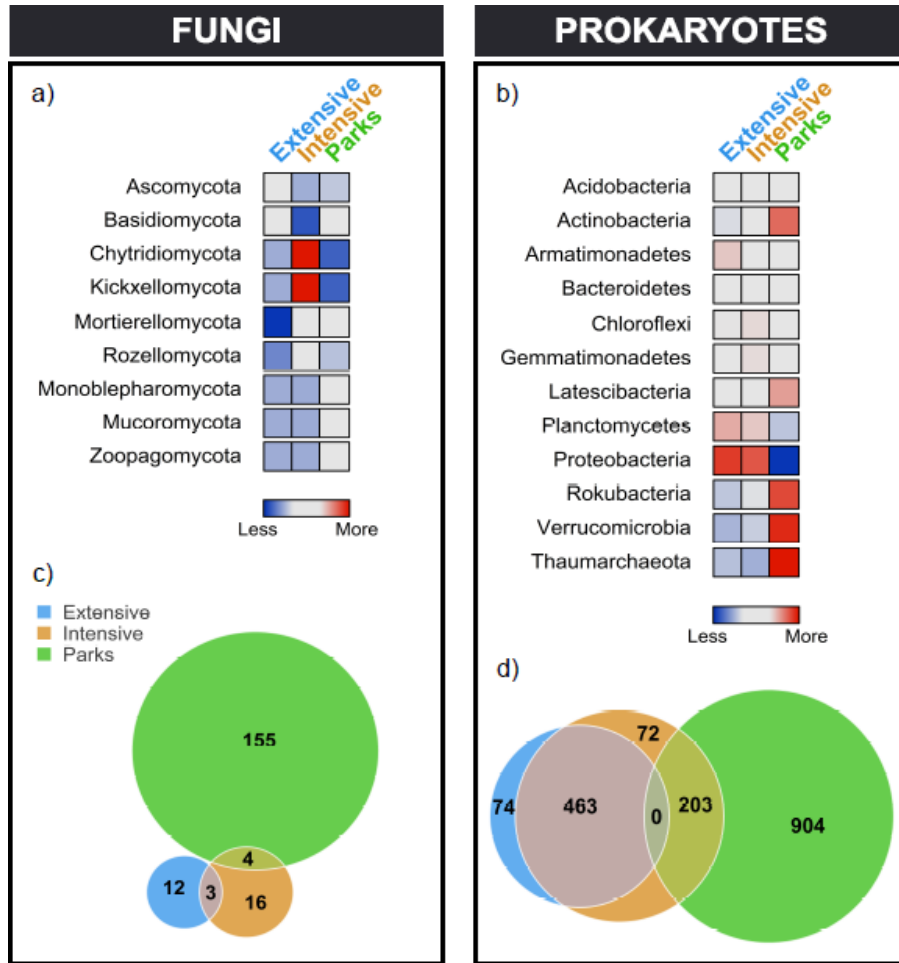 FUNGI
a)
Extensive
Intensive
Parks
Ascomycota
Basidiomycota
Chytridiomycota
Kickxellomycota
Mortierellomycota
Rozellomycota
Monoblepharomycota
Mucoromycota
Zoopagomycota
Less More
c)
Extensive
Intensive
Parks
155
4
12 3 16
PROKARYOTES
b)
Extensive
Intensive
Parks
Acidobacteria
Actinobacteria
Armatimonadetes
Bacteroidetes
Chloroflexi
Gemmatimonadetes
Latescibacteria
Planctomycetes
Proteobacteria
Rokubacteria
Verrucomicrobia
Thaumarchaeota
Less More
d)
72
74 463 0 203 904